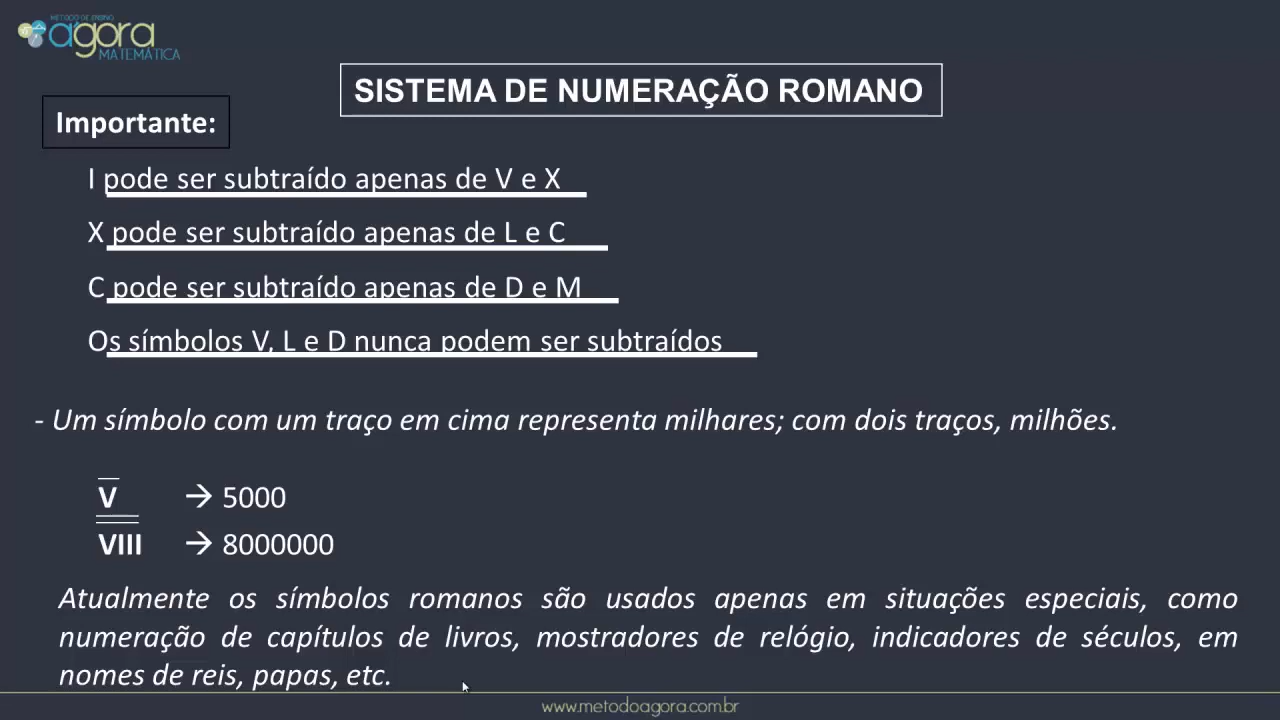 MÉTODO DE ENSINO
agora
MATEMÁTICA
SISTEMA DE NUMERAÇÃO ROMANO
Importante:
I pode ser subtraído apenas de V e X
X pode ser subtraído apenas de L e C
C pode ser subtraído apenas de D e M
Os símbolos V, L e D nunca podem ser subtraídos
- Um símbolo com um traço em cima representa milhares; com dois traços, milhões.
V̅ → 5000
V̿I̿I̿I̿ → 8000000
Atualmente os símbolos romanos são usados apenas em situações especiais, como
numeração de capítulos de livros, mostradores de relógio, indicadores de séculos, em
nomes de reis, papas, etc.
www.metodoagora.com.br